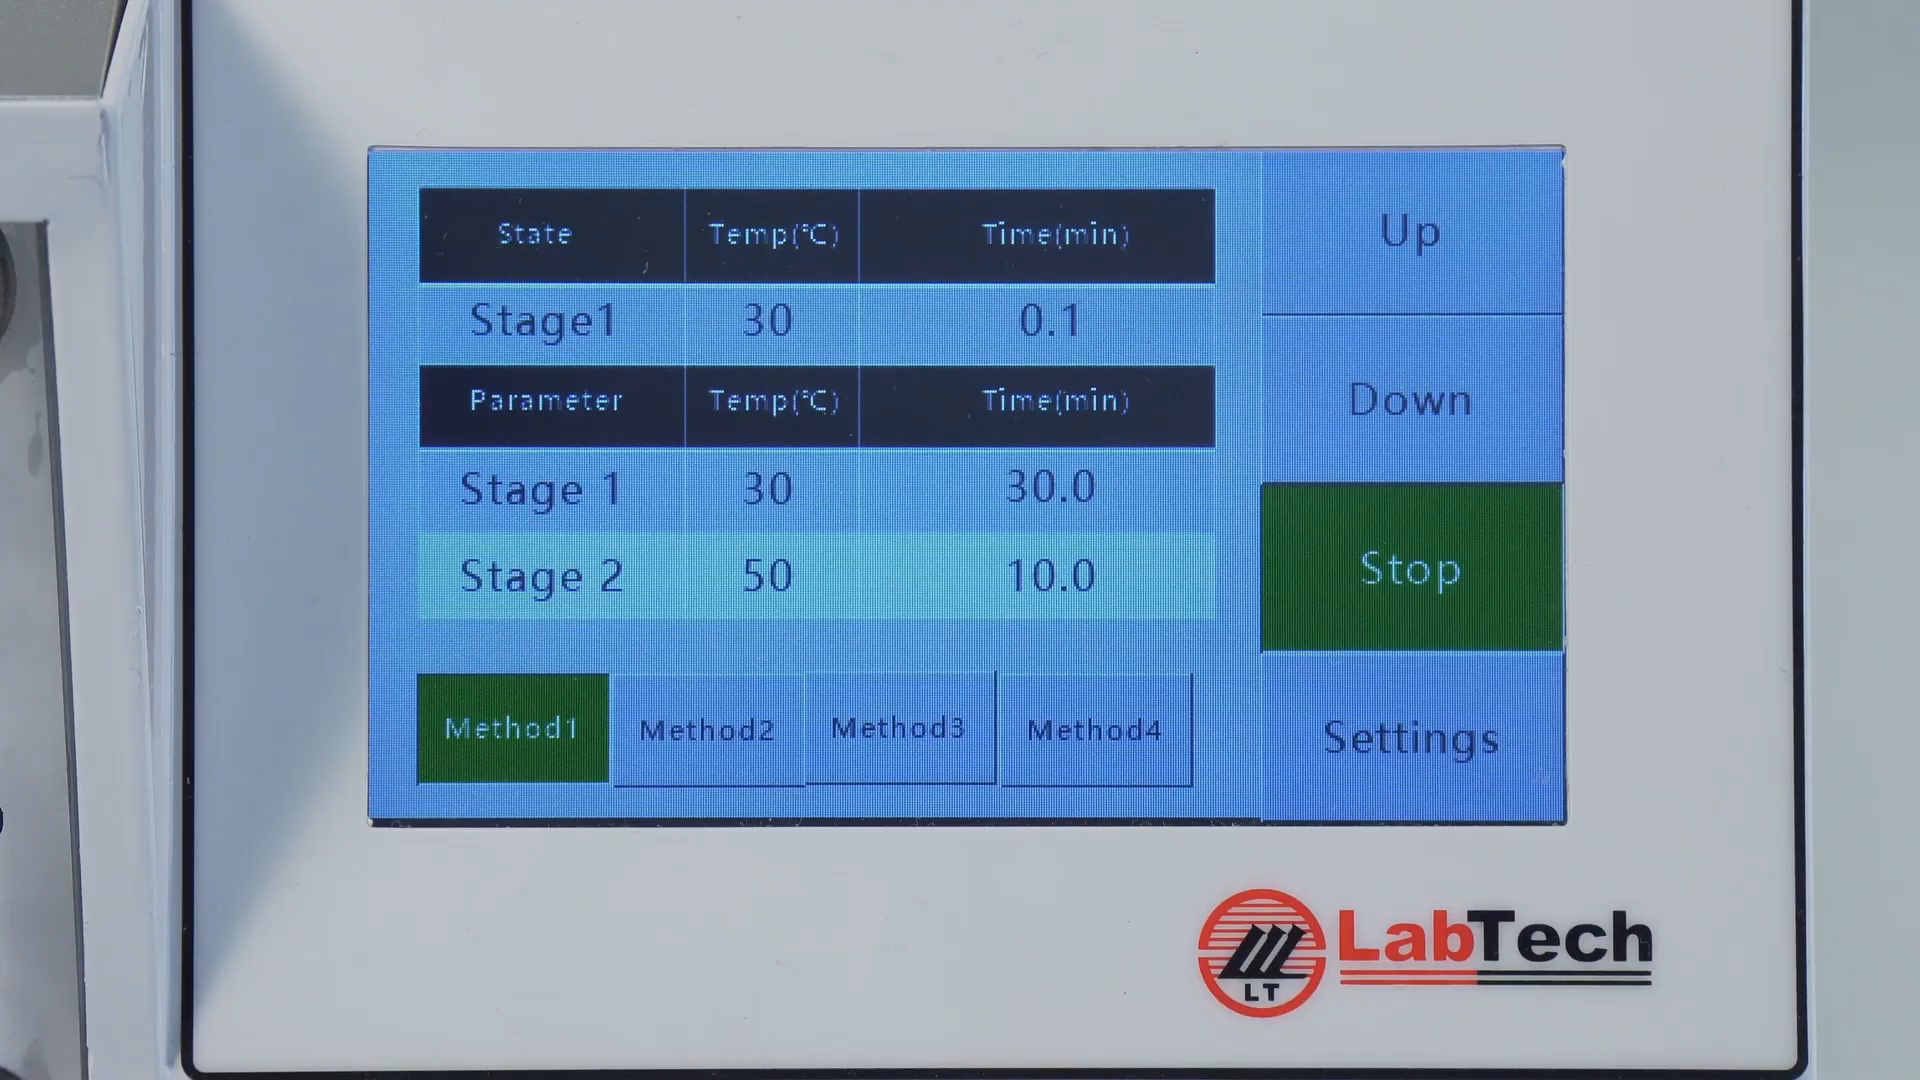 State Temp(℃) Time(min)
Stage1 30 0.1
Parameter Temp(℃) Time(min)
Stage 1 30 30.0
Stage 2 50 10.0
Method1 Method2 Method3 Method4
Up
Down
Stop
Settings
LT
LabTech